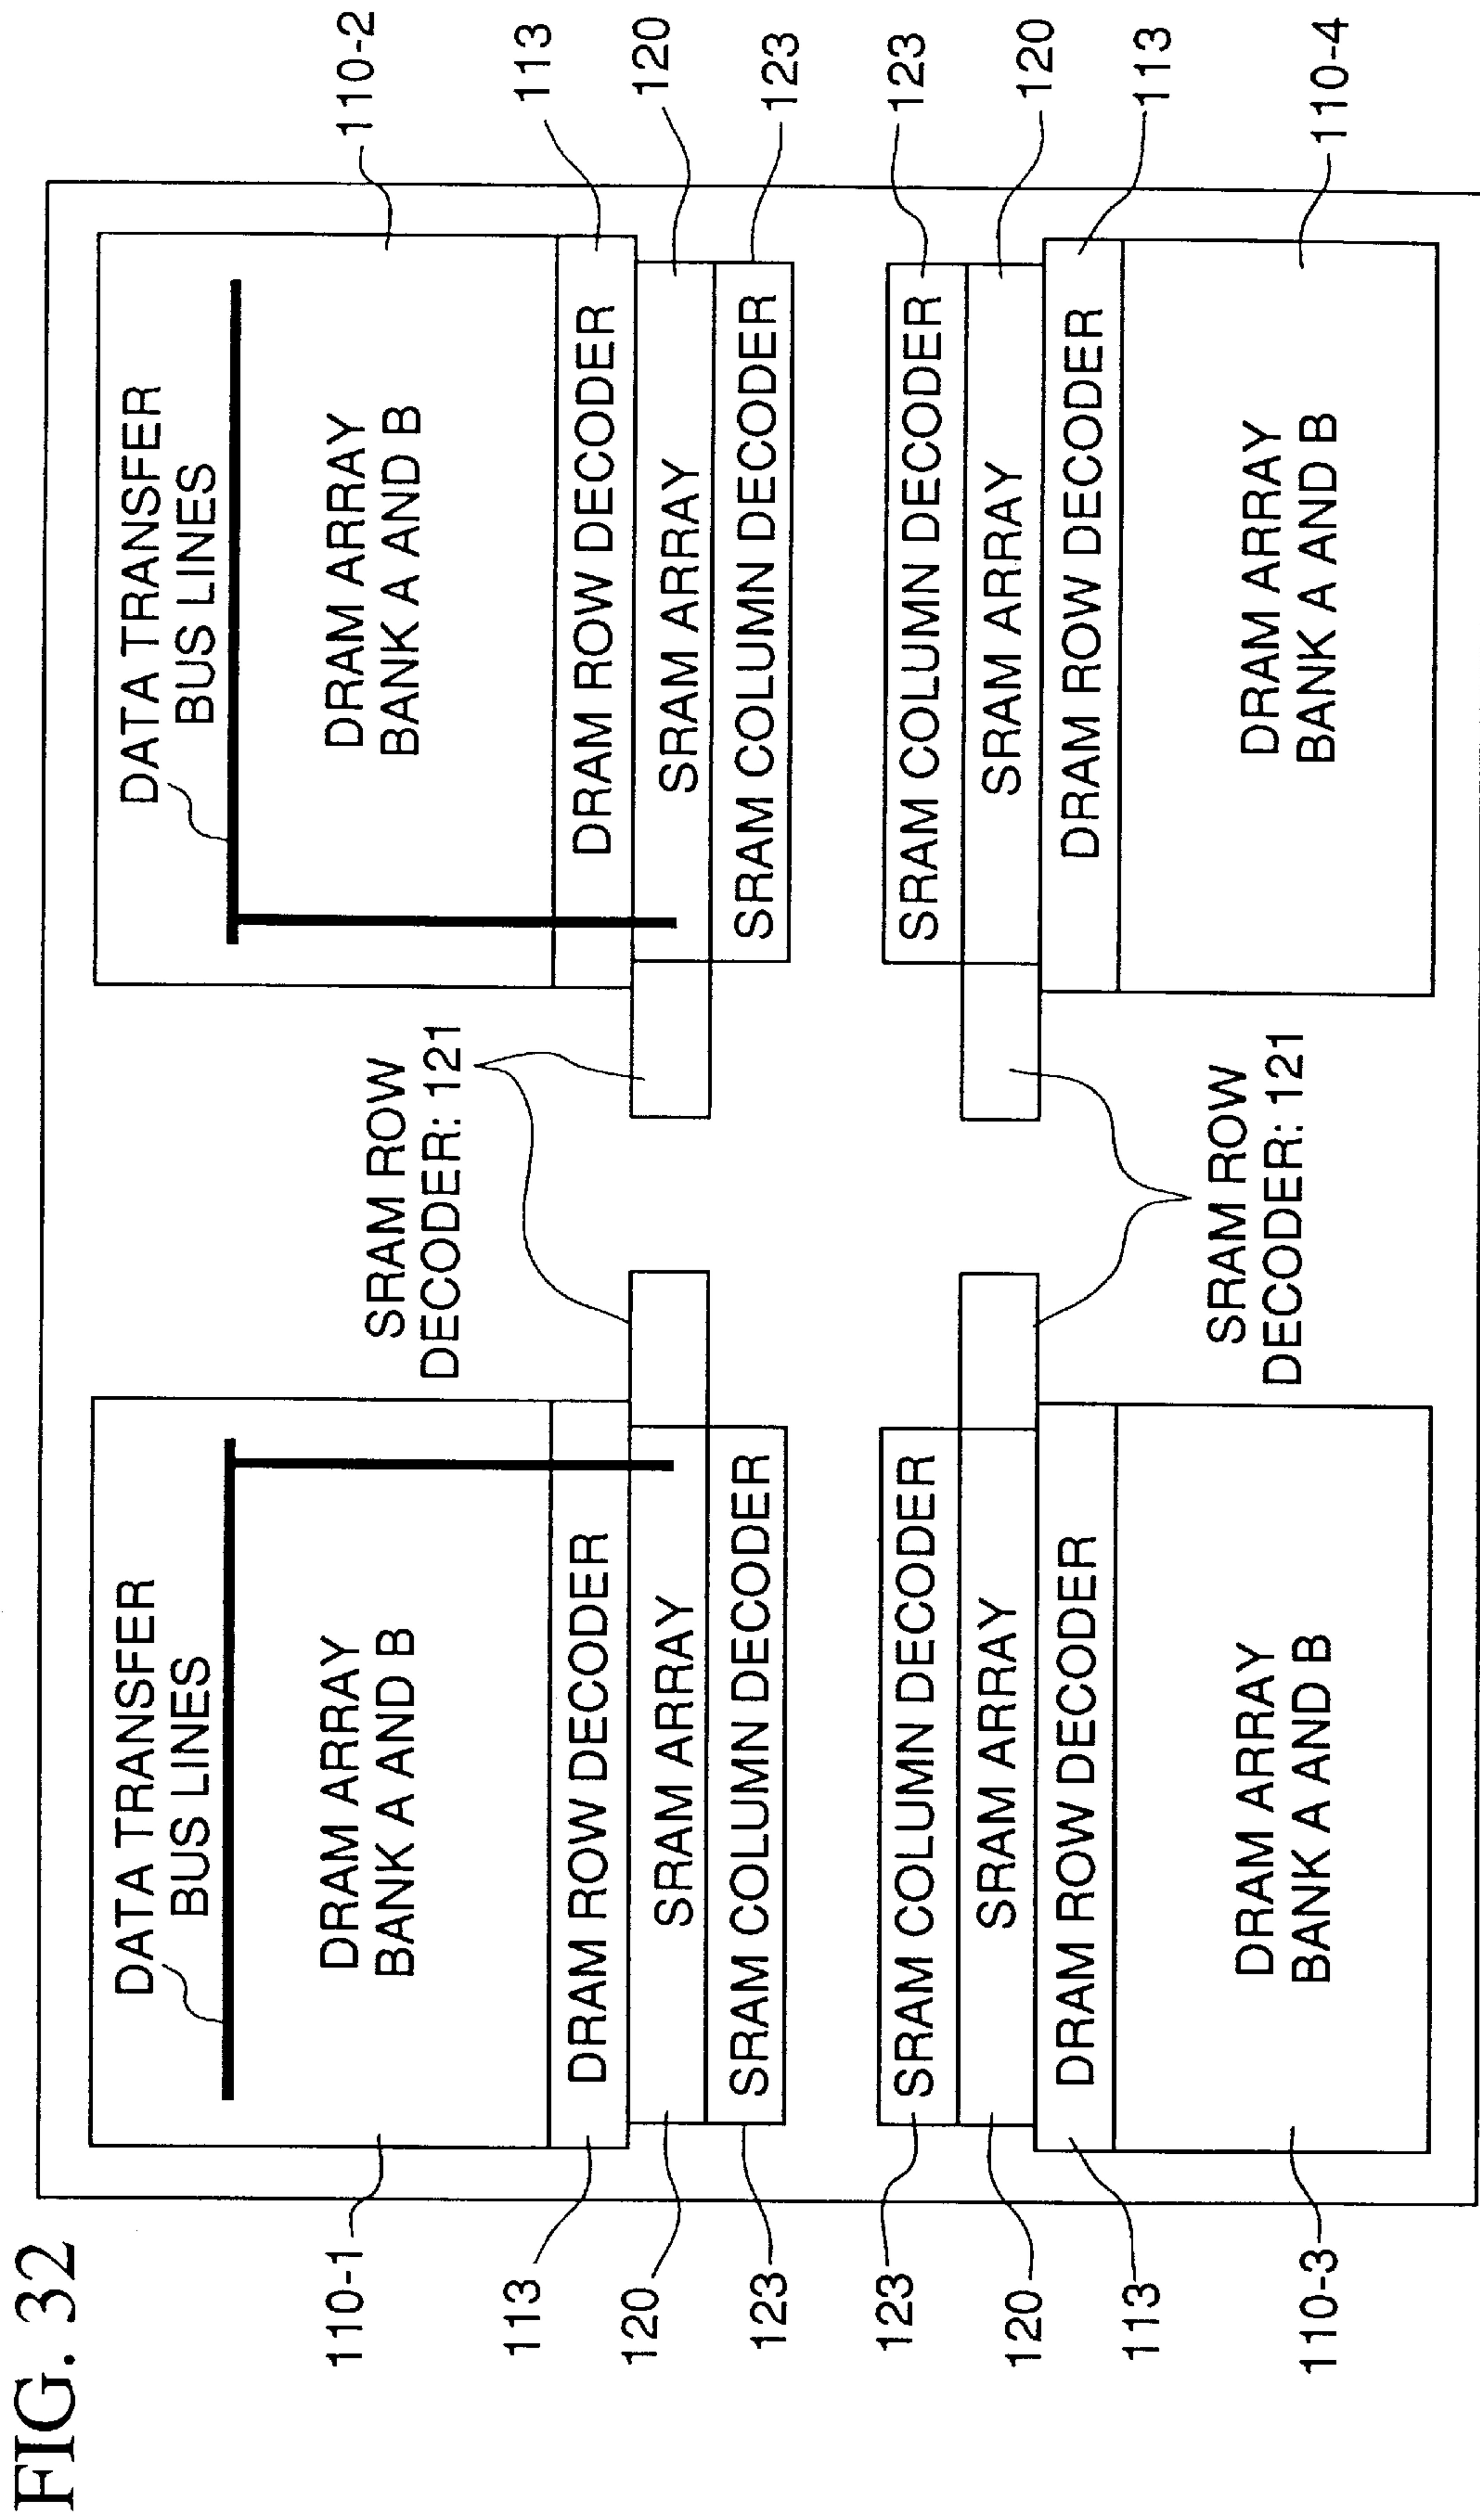 FIG. 32
110-1
113
120
123
123
120
113
110-3
DATA TRANSFER
BUS LINES
DRAM ARRAY
BANK A AND B
DRAM ROW DECODER
SRAM ARRAY
SRAM COLUMN DECODER
SRAM COLUMN DECODER
SRAM ARRAY
DRAM ROW DECODER
DRAM ARRAY
BANK A AND B
SRAM ROW
DECODER: 121
SRAM ROW
DECODER: 121
DATA TRANSFER
BUS LINES
DRAM ARRAY
BANK A AND B
DRAM ROW DECODER
SRAM ARRAY
SRAM COLUMN DECODER
SRAM COLUMN DECODER
SRAM ARRAY
DRAM ROW DECODER
DRAM ARRAY
BANK A AND B
110-2
113
120
123
123
120
113
110-4